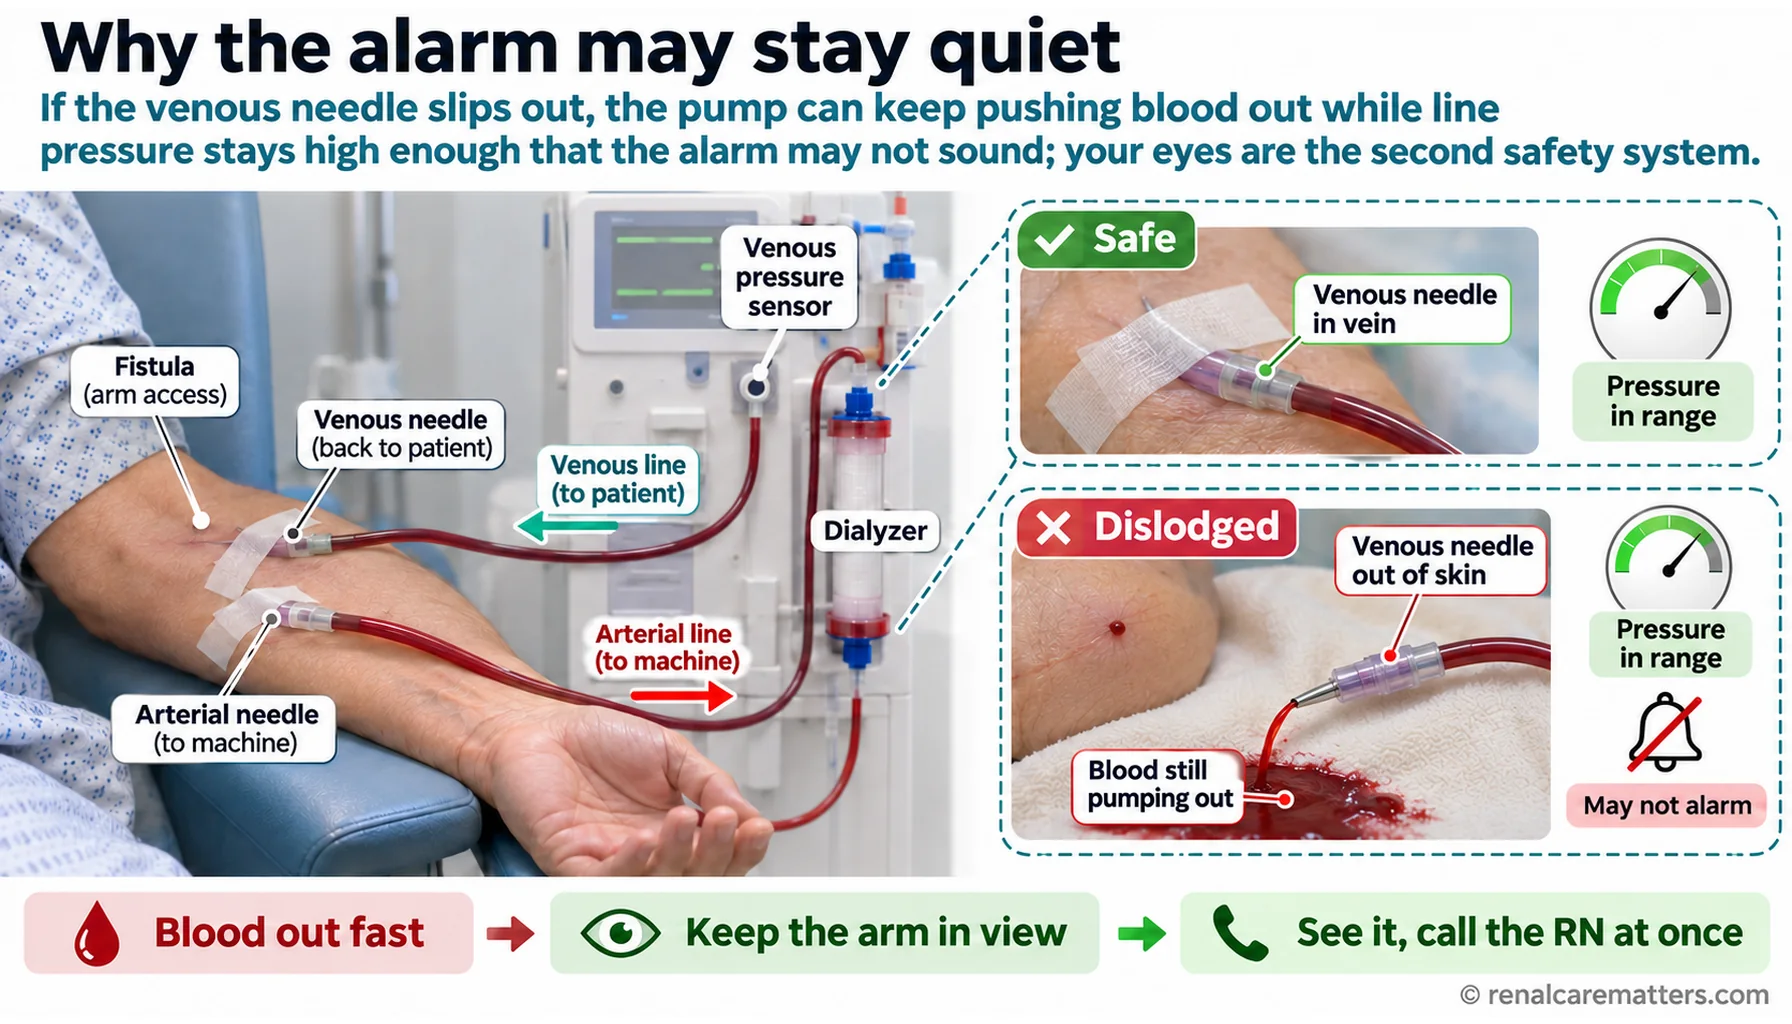 Why the alarm may stay quiet
If the venous needle slips out, the pump can keep pushing blood out while line
pressure stays high enough that the alarm may not sound; your eyes are the second safety system.
Venous
pressure
sensor
Fistula
(arm access)
Venous needle
(back to patient)
Venous line
(to patient)
Dialyzer
Arterial line
(to machine)
Arterial needle
(to machine)
Safe
Venous needle
in vein
Pressure
in range
Dislodged
Venous needle
out of skin
Pressure
in range
Blood still
pumping out
May not alarm
Blood out fast
Keep the arm in view
See it, call the RN at once
© renalcarematters.com